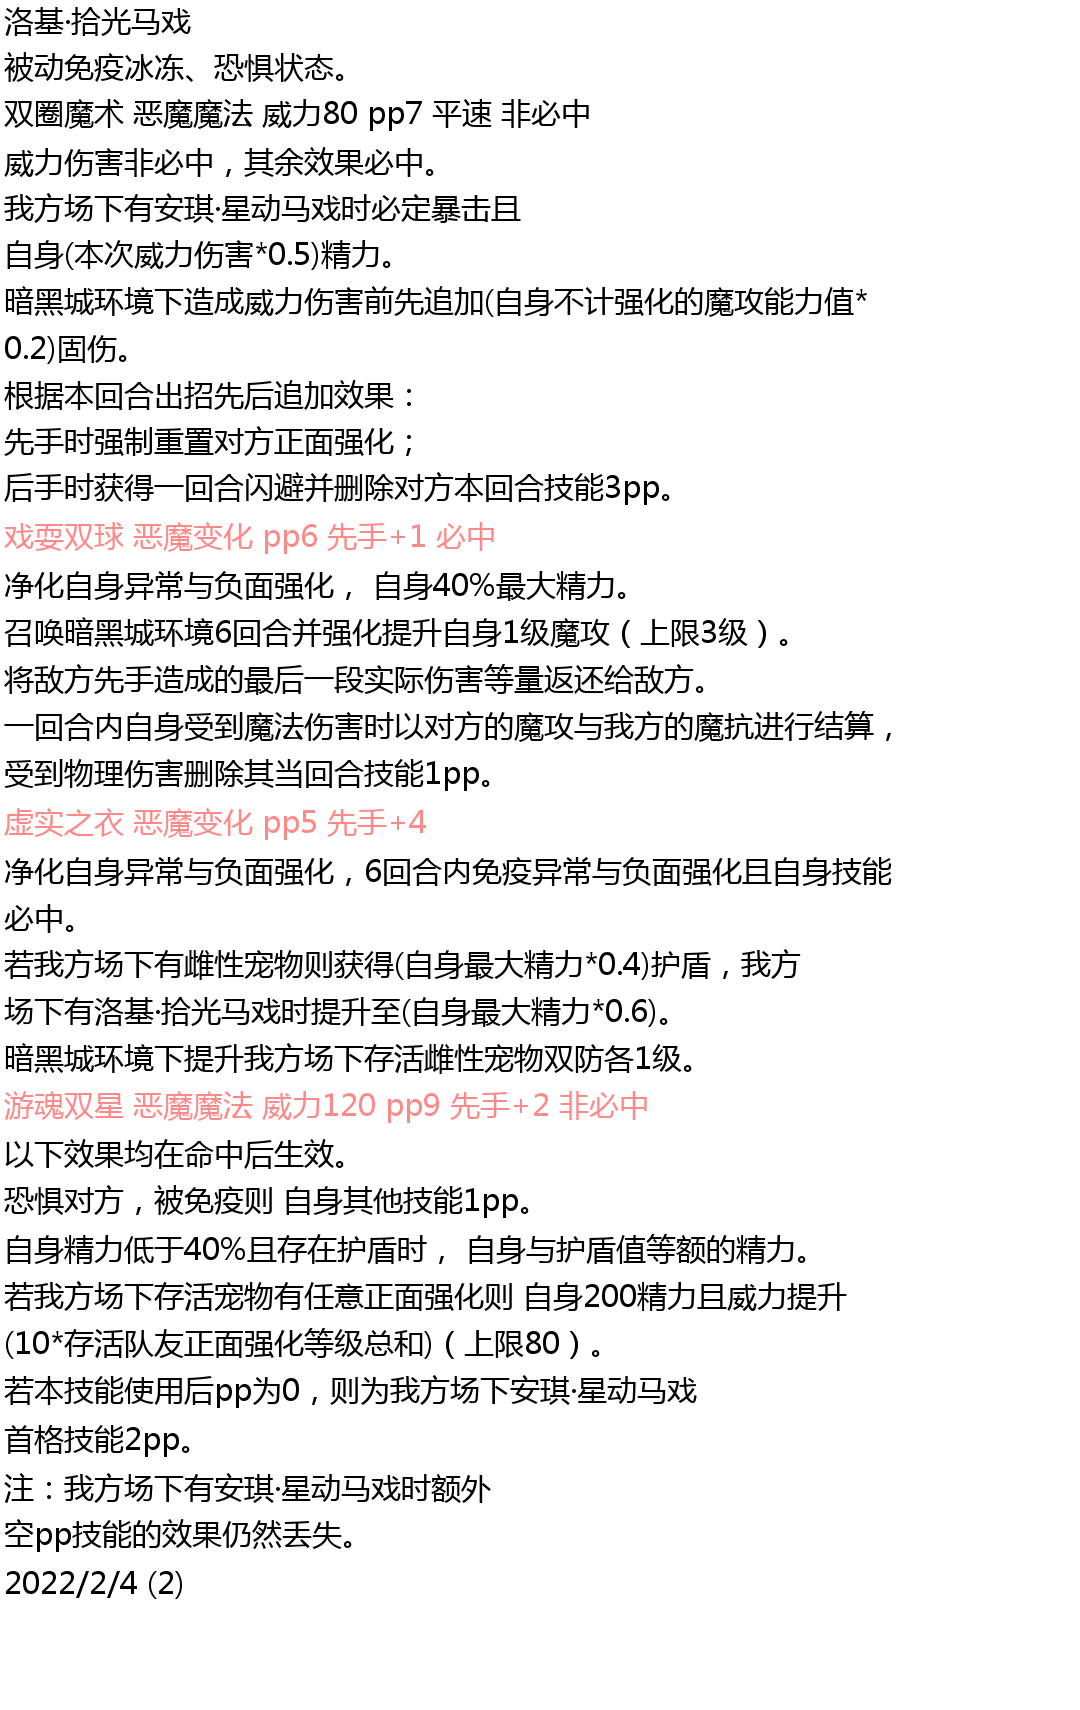 洛基·拾光马戏
被动免疫冰冻、恐惧状态。
双圈魔术 恶魔魔法 威力80 pp7 平速 非必中
威力伤害非必中，其余效果必中。
我方场下有安琪·星动马戏时必定暴击且
自身(本次威力伤害*0.5)精力。
暗黑城环境下造成威力伤害前先追加(自身不计强化的魔攻能力值*
0.2)固伤。
根据本回合出招先后追加效果：
先手时强制重置对方正面强化；
后手时获得一回合闪避并删除对方本回合技能3pp。
戏耍双球 恶魔变化 pp6 先手+1 必中
净化自身异常与负面强化， 自身40%最大精力。
召唤暗黑城环境6回合并强化提升自身1级魔攻（上限3级）。
将敌方先手造成的最后一段实际伤害等量返还给敌方。
一回合内自身受到魔法伤害时以对方的魔攻与我方的魔抗进行结算，
受到物理伤害删除其当回合技能1pp。
虚实之衣 恶魔变化 pp5 先手+4
净化自身异常与负面强化，6回合内免疫异常与负面强化且自身技能
必中。
若我方场下有雌性宠物则获得(自身最大精力*0.4)护盾，我方
场下有洛基·拾光马戏时提升至(自身最大精力*0.6)。
暗黑城环境下提升我方场下存活雌性宠物双防各1级。
游魂双星 恶魔魔法 威力120 pp9 先手+2 非必中
以下效果均在命中后生效。
恐惧对方，被免疫则 自身其他技能1pp。
自身精力低于40%且存在护盾时， 自身与护盾值等额的精力。
若我方场下存活宠物有任意正面强化则 自身200精力且威力提升
(10*存活队友正面强化等级总和)（上限80）。
若本技能使用后pp为0，则为我方场下安琪·星动马戏
首格技能2pp。
注：我方场下有安琪·星动马戏时额外
空pp技能的效果仍然丢失。
2022/2/4 (2)